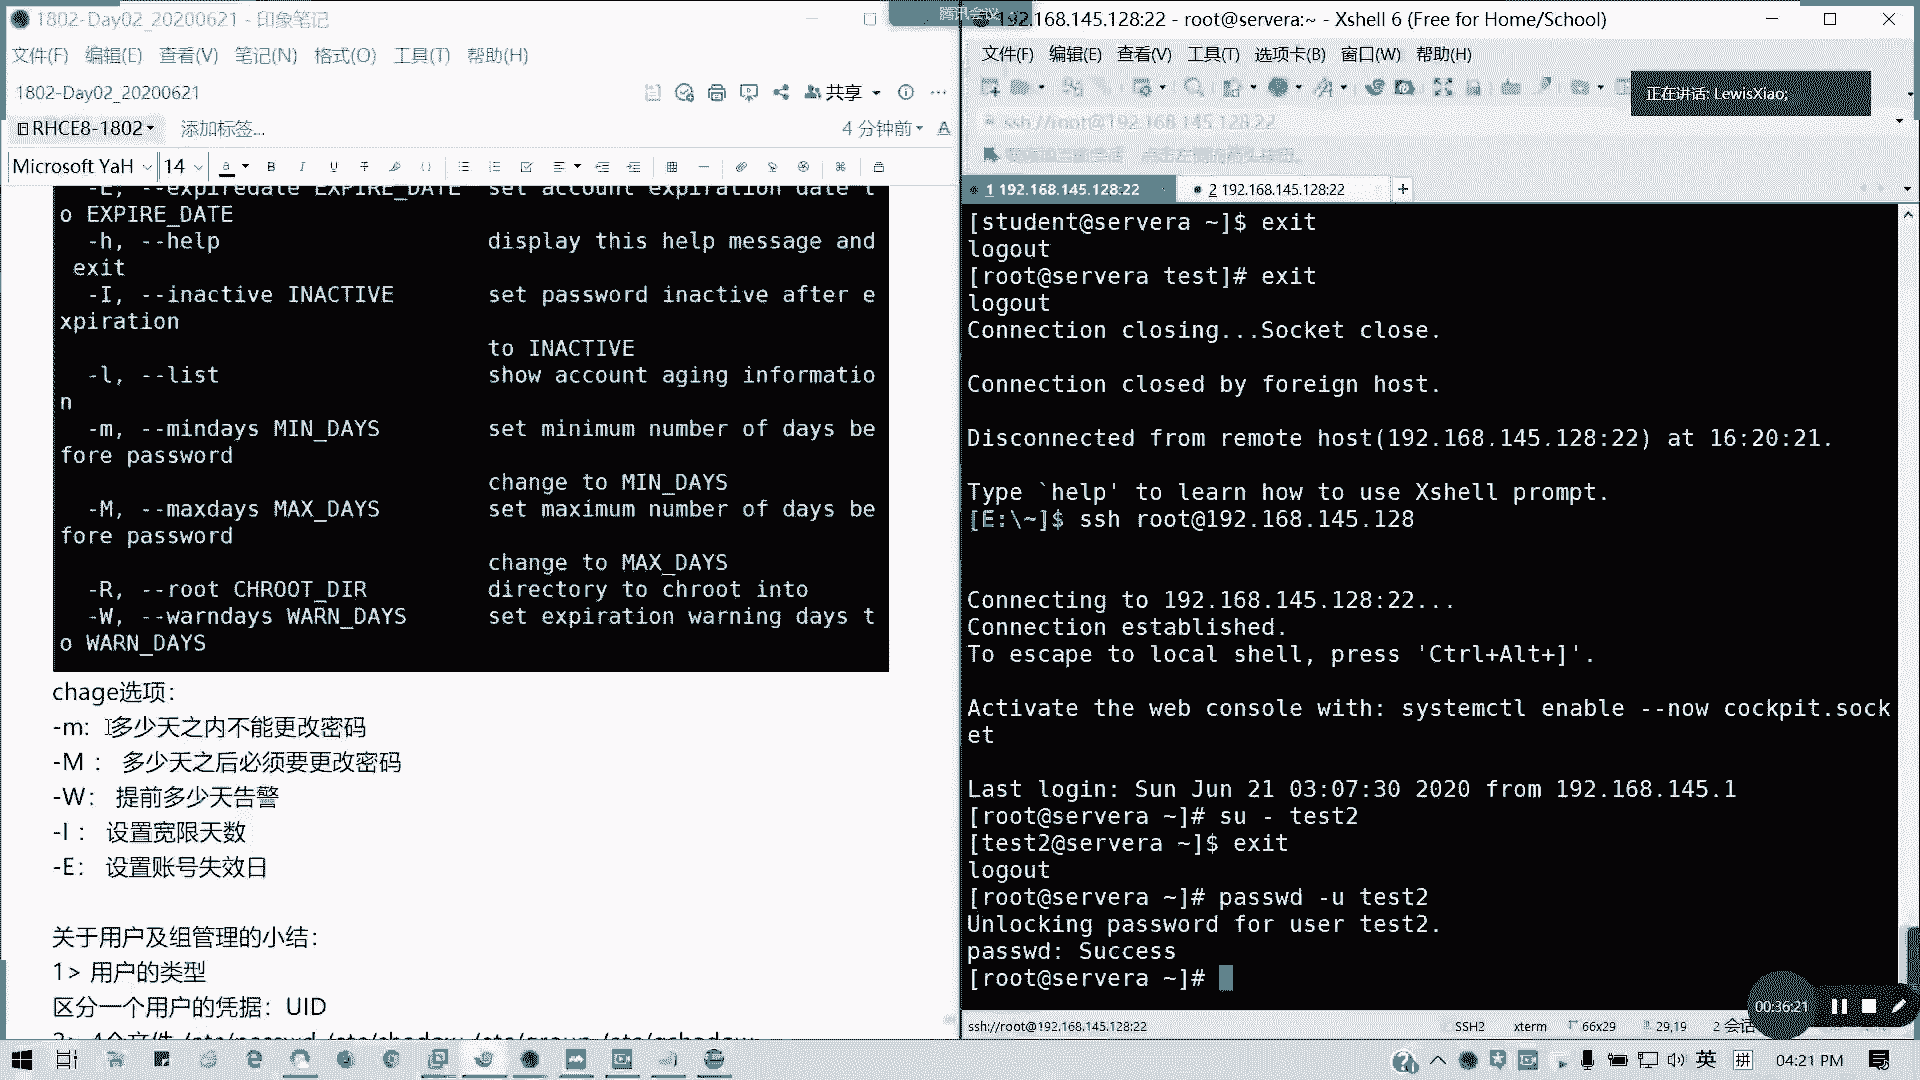 1802-Day02_20200621 - 印象笔记
文件(F) 编辑(E) 查看(V) 笔记(N) 格式(O) 工具(T) 帮助(H)
1802-Day02_20200621
共享
RHCE8-1802
添加标签...
4 分钟前
Microsoft YaH
14
-E, --expiredate EXPIRE_DATE set account expiration date t
o EXPIRE_DATE
-h, --help display this help message and
exit
-I, --inactive INACTIVE set password inactive after e
xpiration
to INACTIVE
-l, --list show account aging informatio
n
-m, --mindays MIN_DAYS set minimum number of days be
fore password
change to MIN_DAYS
-M, --maxdays MAX_DAYS set maximum number of days be
fore password
change to MAX_DAYS
-R, --root CHROOT_DIR directory to chroot into
-W, --warndays WARN_DAYS set expiration warning days t
o WARN_DAYS
chage选项：
-m: 多少天之内不能更改密码
-M ： 多少天之后必须要更改密码
-W： 提前多少天告警
-I ： 设置宽限天数
-E： 设置账号失效日
关于用户及组管理的小结：
1> 用户的类型
区分一个用户的凭据：UID
腾讯会议
192.168.145.128:22 - root@servera:~ - Xshell 6 (Free for Home/School)
文件(F) 编辑(E) 查看(V) 工具(T) 选项卡(B) 窗口(W) 帮助(H)
正在讲话: LewisXiao;
ssh://root@192.168.145.128:22
1 192.168.145.128:22
2 192.168.145.128:22
[student@servera ~]$ exit
logout
[root@servera test]# exit
logout
Connection closing...Socket close.
Connection closed by foreign host.
Disconnected from remote host(192.168.145.128:22) at 16:20:21.
Type `help' to learn how to use Xshell prompt.
[E:\~]$ ssh root@192.168.145.128
Connecting to 192.168.145.128:22...
Connection established.
To escape to local shell, press 'Ctrl+Alt+]'.
Activate the web console with: systemctl enable --now cockpit.sock
et
Last login: Sun Jun 21 03:07:30 2020 from 192.168.145.1
[root@servera ~]# su - test2
[test2@servera ~]$ exit
logout
[root@servera ~]# passwd -u test2
Unlocking password for user test2.
passwd: Success
[root@servera ~]#
00:36:21
ssh://root@192.168.145.128:22
SSH2
xterm
66x29
29,19
2 会话
英
拼
04:21 PM